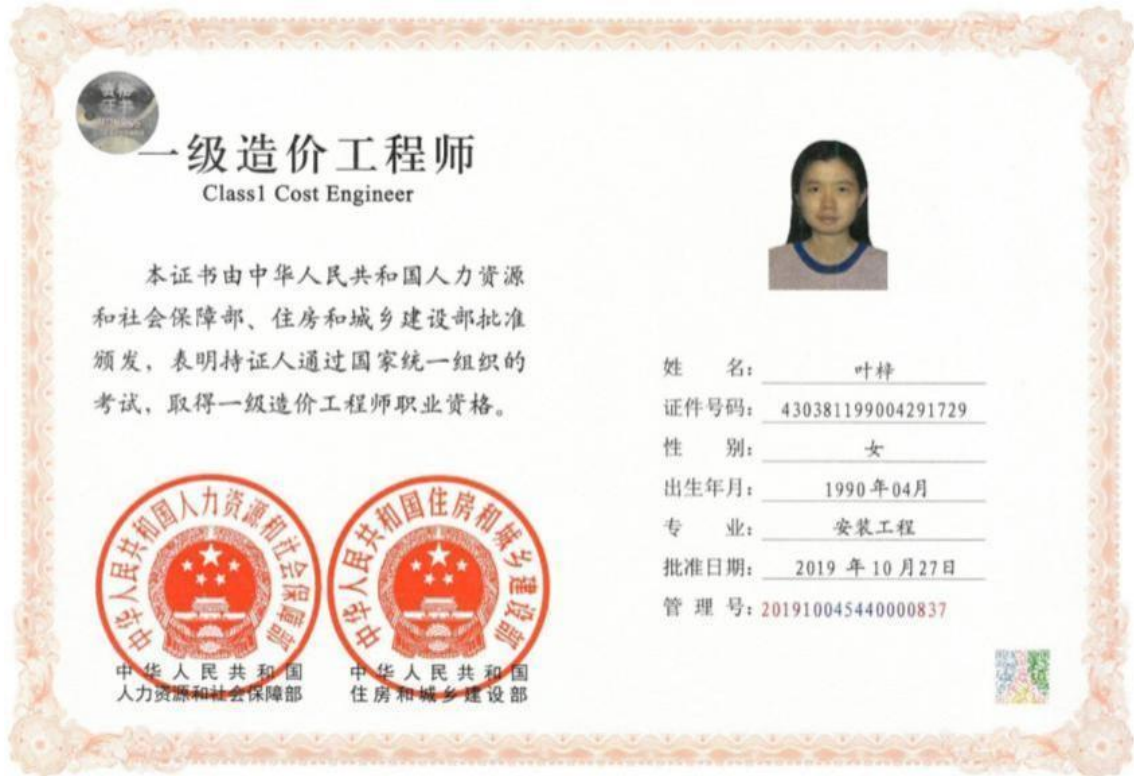 资格
证书
一级造价工程师
Class1 Cost Engineer
本证书由中华人民共和国人力资源
和社会保障部、住房和城乡建设部批准
颁发，表明持证人通过国家统一组织的
考试，取得一级造价工程师职业资格。
中华人民共和国人力资源和社会保障部
中华人民共和国住房和城乡建设部
中华人民共和国
人力资源和社会保障部
中华人民共和国
住房和城乡建设部
姓 名：叶梓
证件号码：430381199004291729
性 别：女
出生年月：1990年04月
专 业：安装工程
批准日期：2019 年 10 月27日
管 理 号：201910045440000837